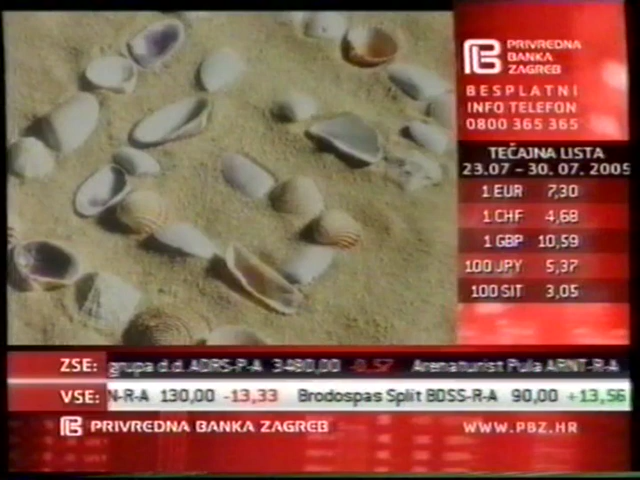 PRIVREDNA
BANKA
ZAGREB
BESPLATNI
INFO TELEFON
0800 365 365
TEČAJNA LISTA
23.07 - 30. 07. 2005
1 EUR 7,30
1 CHF 4,68
1 GBP 10,59
100 JPY 5,37
100 SIT 3,05
ZSE: grupa d.d. ADRS-P-A 3480,00 -0,57 Arenaturist Pula ARNT-R-A
VSE: N-R-A 130,00 -13,33 Brodospas Split BDSS-R-A 90,00 +13,56
PRIVREDNA BANKA ZAGREB WWW.PBZ.HR